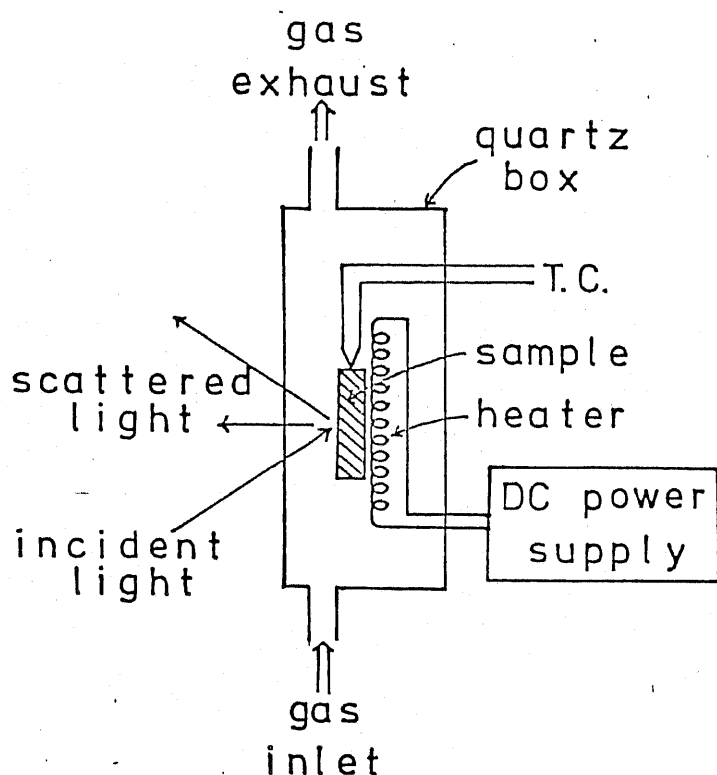 gas
exhaust
quartz
box
T.C.
sample
scattered
light
heater
DC power
supply
incident
light
gas
inlet